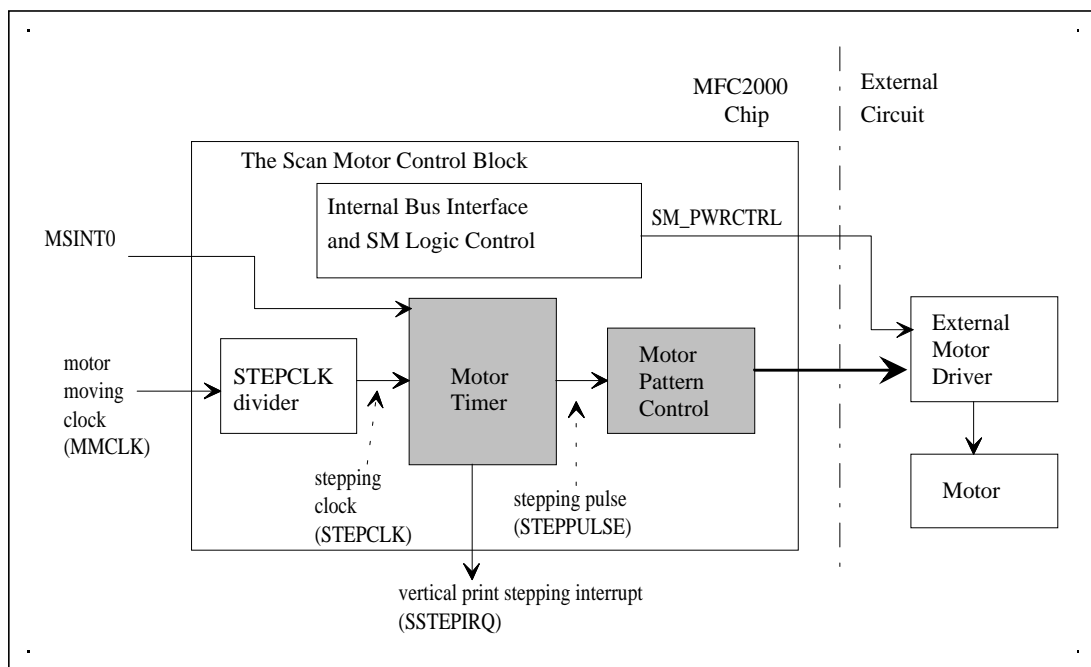 MFC2000
Chip
External
Circuit
The Scan Motor Control Block
Internal Bus Interface
and SM Logic Control
SM_PWRCTRL
MSINT0
motor
moving
clock
(MMCLK)
STEPCLK
divider
Motor
Timer
Motor
Pattern
Control
External
Motor
Driver
Motor
stepping
clock
(STEPCLK)
stepping pulse
(STEPPULSE)
vertical print stepping interrupt
(SSTEPIRQ)